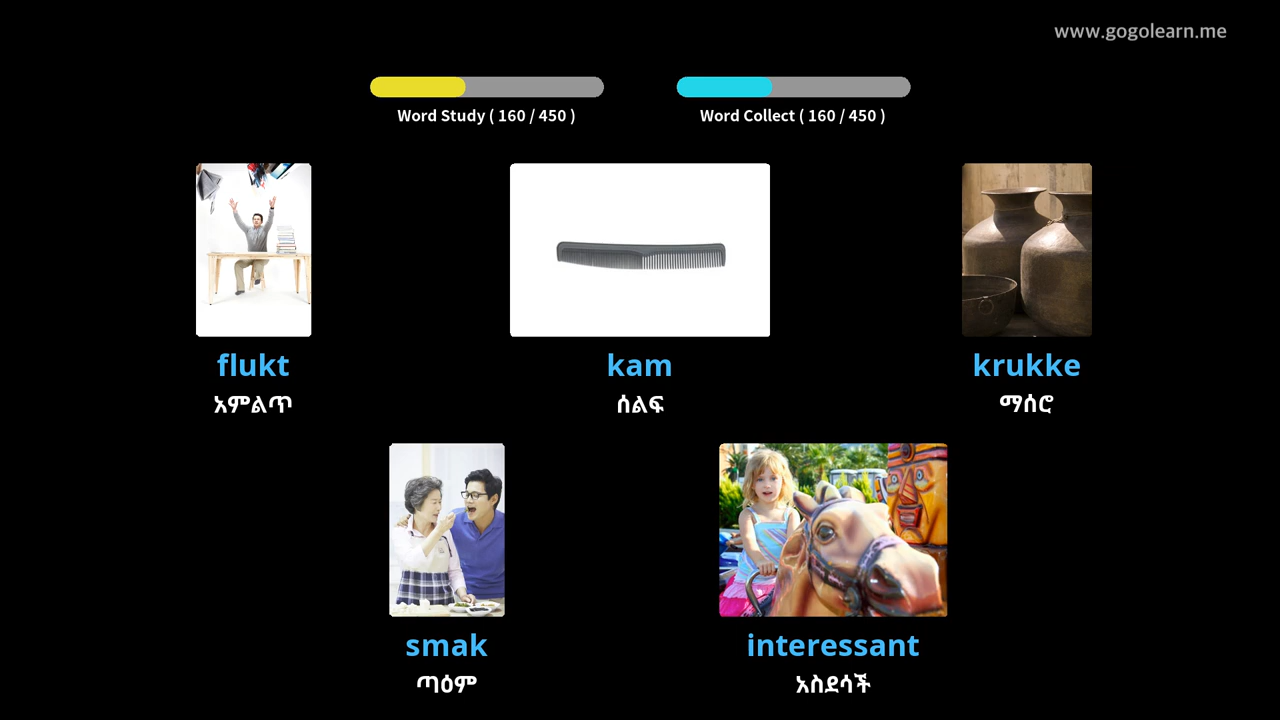 www.gogolearn.me
Word Study ( 160 / 450 )
Word Collect ( 160 / 450 )
flukt
አምልጥ
kam
ሰልፍ
krukke
ማሰሮ
smak
ጣዕም
interessant
አስደሳች